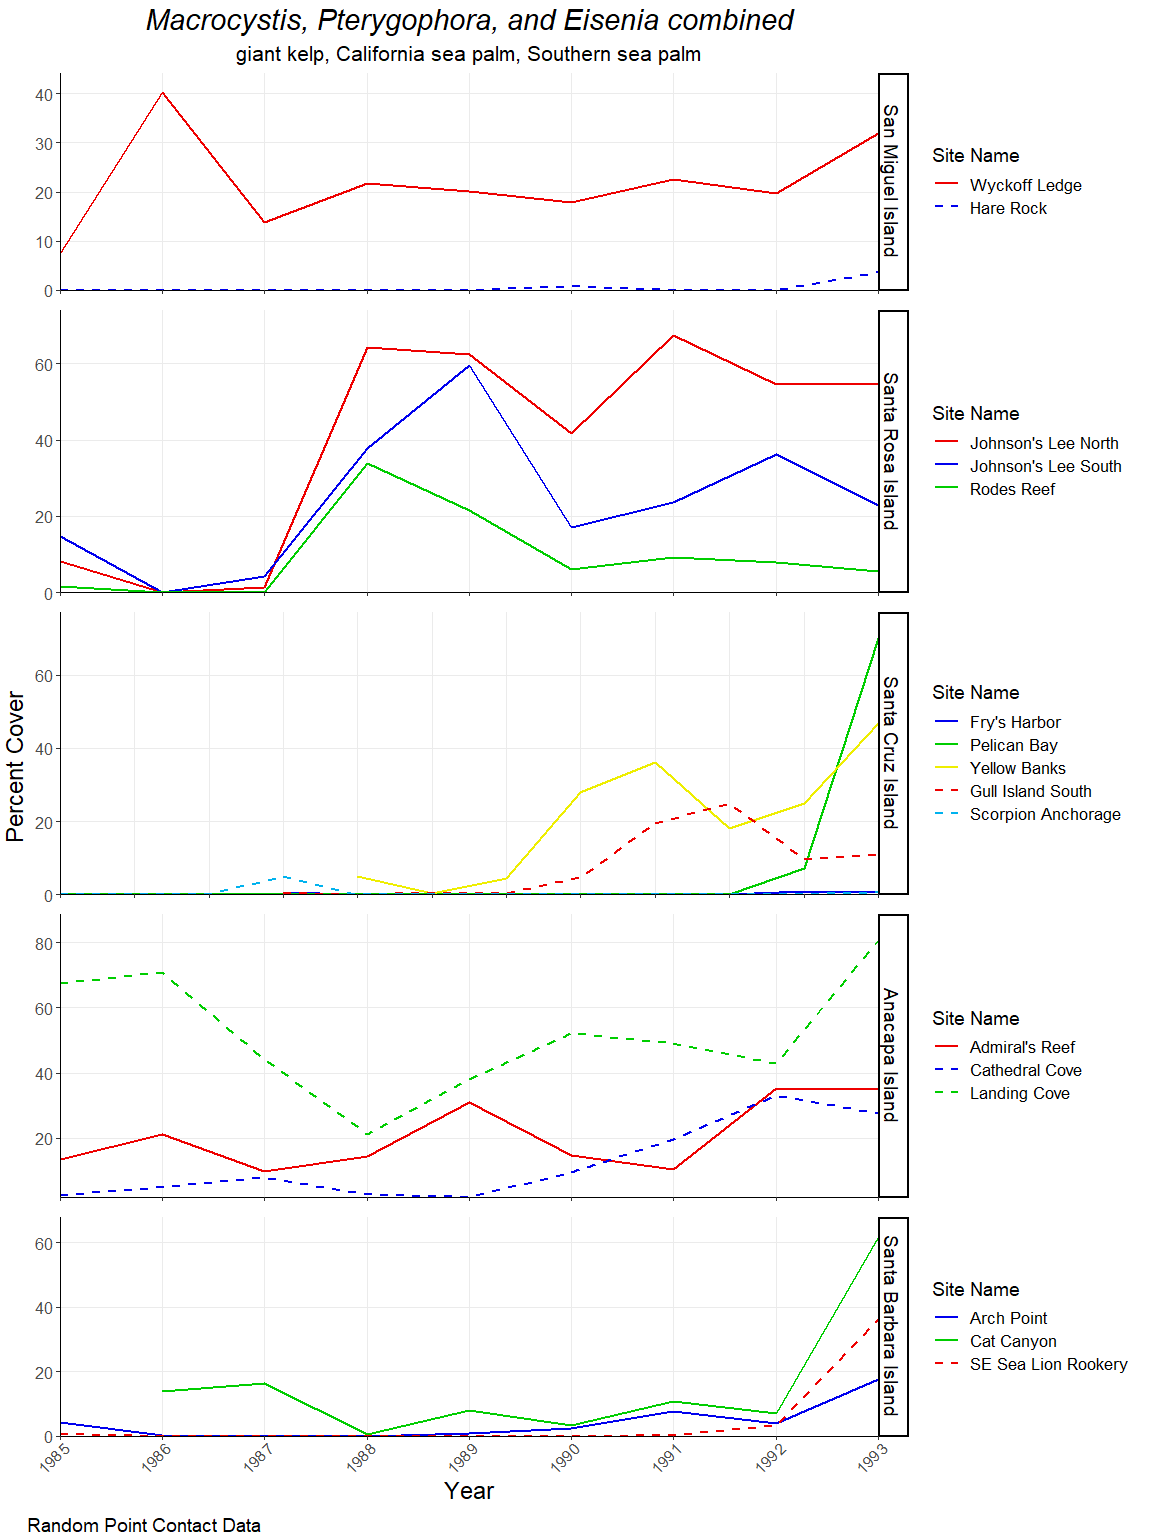 Macrocystis, Pterygophora, and Eisenia combined
giant kelp, California sea palm, Southern sea palm
40
30
20
10
0
San Miguel Island
Site Name
Wyckoff Ledge
Hare Rock
60
40
20
0
Santa Rosa Island
Site Name
Johnson's Lee North
Johnson's Lee South
Rodes Reef
Percent Cover
60
40
20
0
Santa Cruz Island
Site Name
Fry's Harbor
Pelican Bay
Yellow Banks
Gull Island South
Scorpion Anchorage
80
60
40
20
Anacapa Island
Site Name
Admiral's Reef
Cathedral Cove
Landing Cove
60
40
20
0
Santa Barbara Island
Site Name
Arch Point
Cat Canyon
SE Sea Lion Rookery
1985 1986 1987 1988 1989 1990 1991 1992 1993
Year
Random Point Contact Data